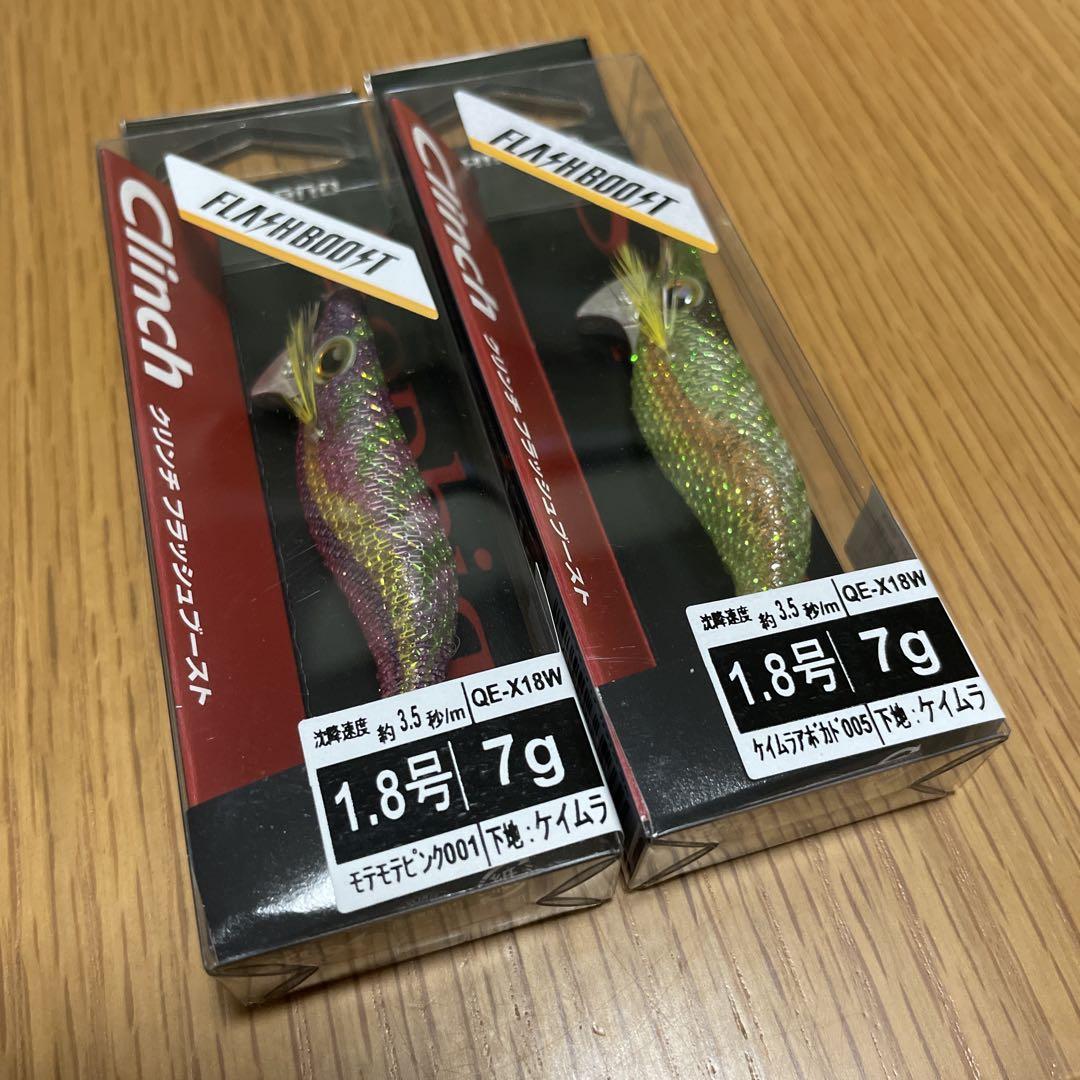 Clinch
クリンチ フラッシュブースト
FLASHBOOST
沈降速度 約3.5秒/m
QE-X18W
1.8号
7g
モテモテピンク001
下地:ケイムラ
Clinch
クリンチ フラッシュブースト
FLASHBOOST
沈降速度 約3.5秒/m
QE-X18W
1.8号
7g
ケイムラアボカド005
下地:ケイムラ